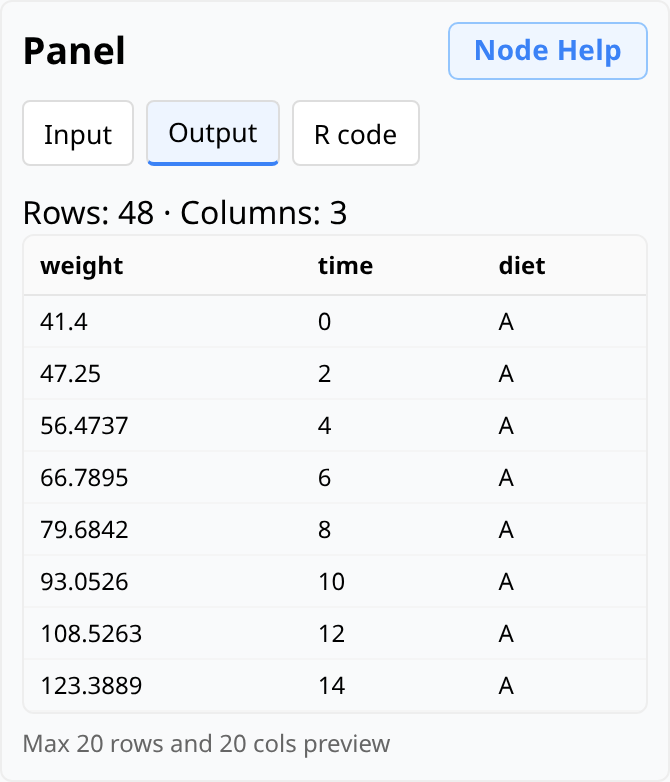 Panel Node Help
Input Output R code
Rows: 48 · Columns: 3
weight time diet
41.4 0 A
47.25 2 A
56.4737 4 A
66.7895 6 A
79.6842 8 A
93.0526 10 A
108.5263 12 A
123.3889 14 A
Max 20 rows and 20 cols preview